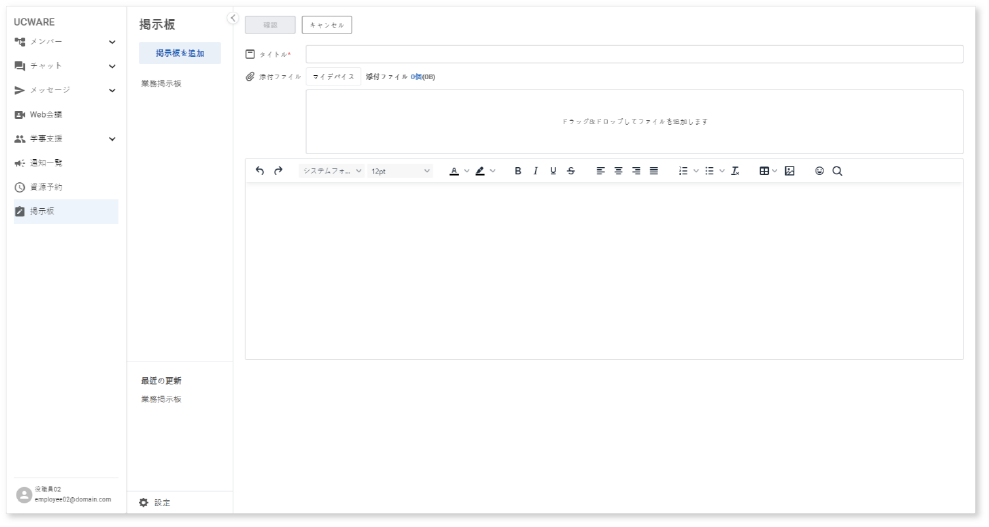 UCWARE
メンバー
チャット
メッセージ
Web会議
学事支援
通知一覧
資源予約
掲示板
役職員02
employee02@domain.com
掲示板
掲示板を追加
業務掲示板
最近の更新
業務掲示板
設定
確認
キャンセル
タイトル*
添付ファイル マイデバイス 添付ファイル 0個(0B)
ドラッグ&ドロップしてファイルを追加します
システムフォ... 12pt